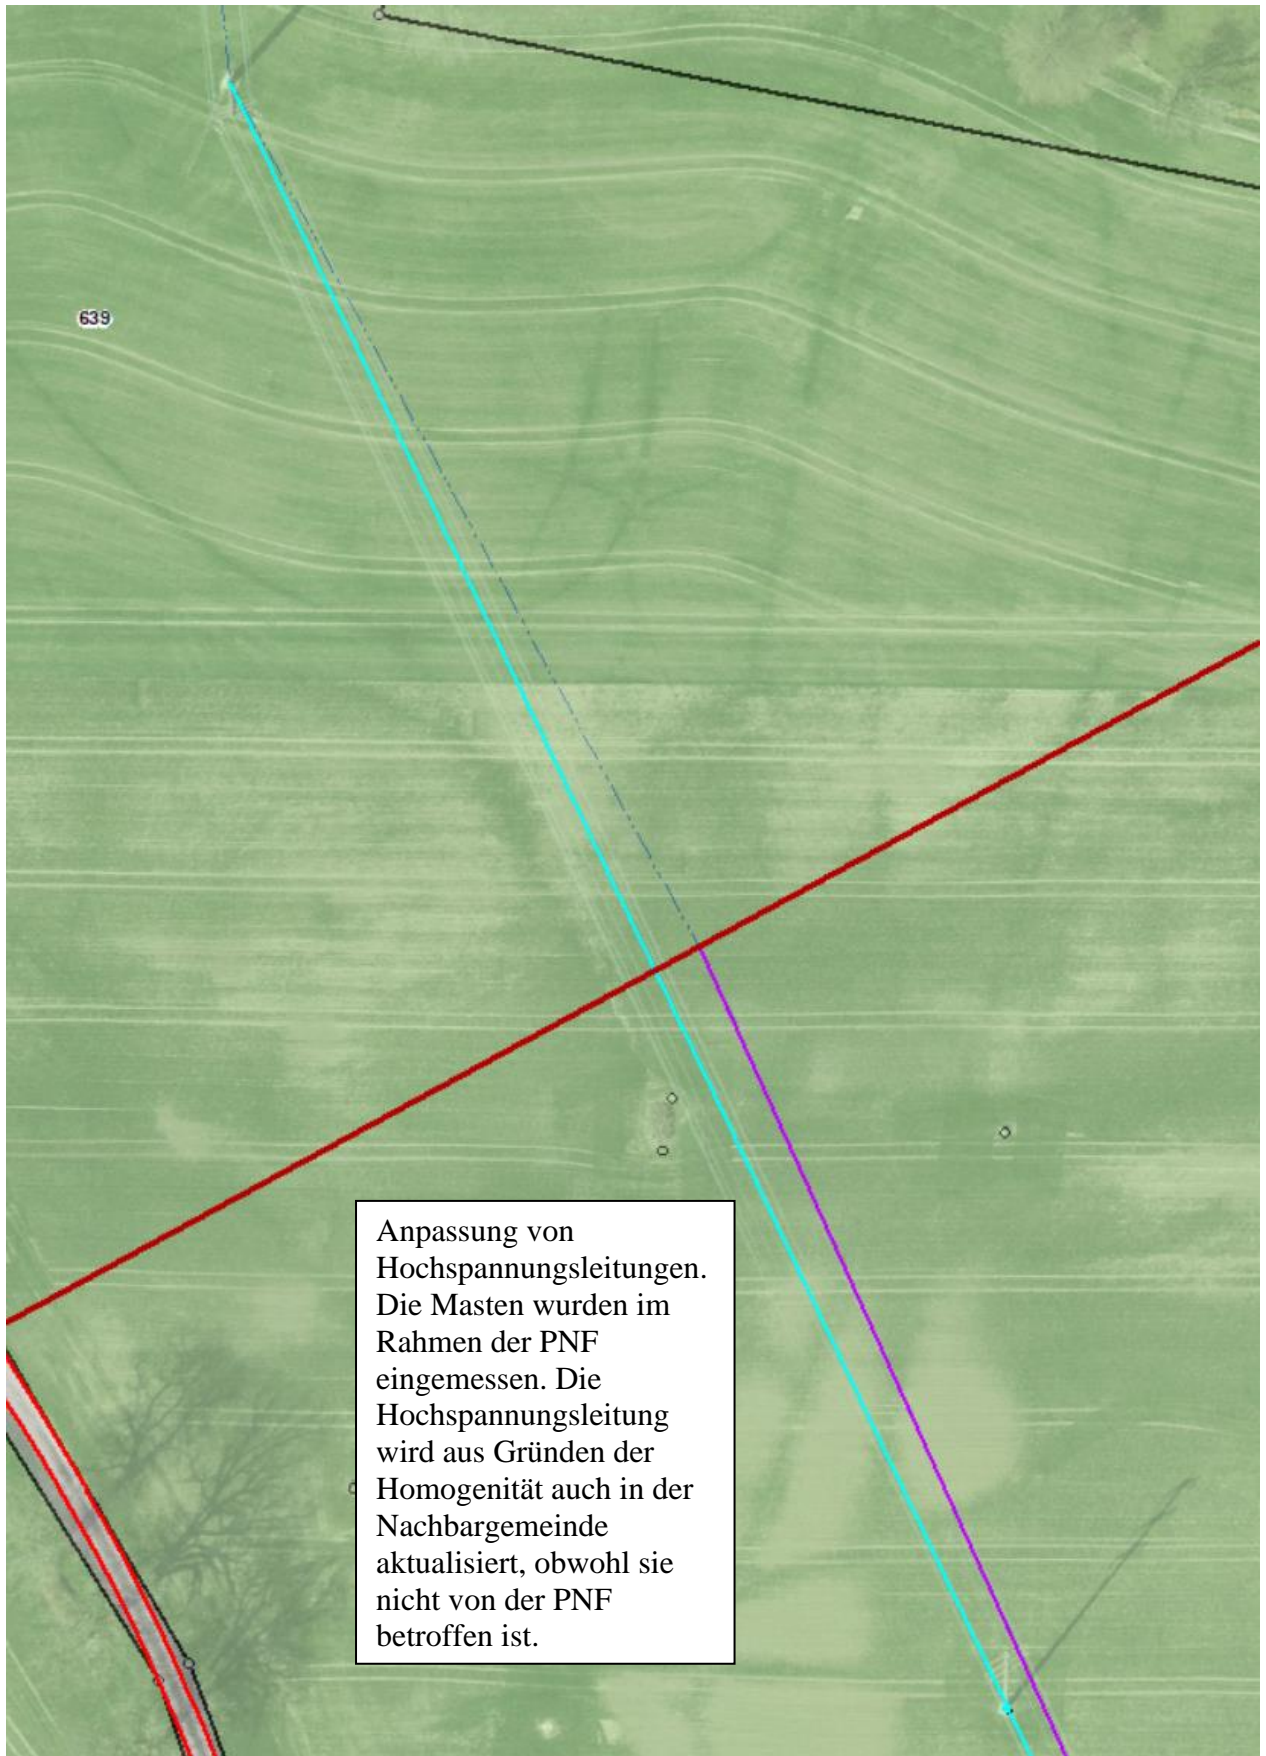 639
Anpassung von
Hochspannungsleitungen.
Die Masten wurden im
Rahmen der PNF
eingemessen. Die
Hochspannungsleitung
wird aus Gründen der
Homogenität auch in der
Nachbargemeinde
aktualisiert, obwohl sie
nicht von der PNF
betroffen ist.